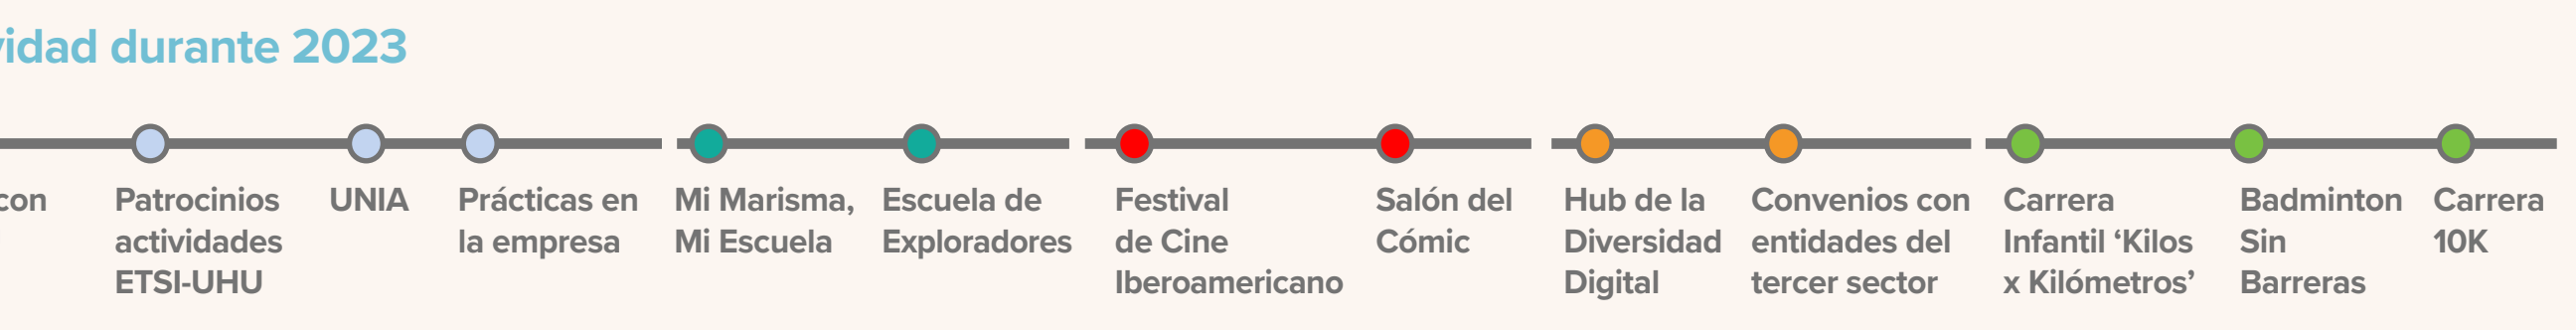 vidad durante 2023
con
Patrocinios
actividades
ETSI-UHU
UNIA
Prácticas en
la empresa
Mi Marisma,
Mi Escuela
Escuela de
Exploradores
Festival
de Cine
Iberoamericano
Salón del
Cómic
Hub de la
Diversidad
Digital
Convenios con
entidades del
tercer sector
Carrera
Infantil ‘Kilos
x Kilómetros’
Badminton
Sin
Barreras
Carrera
10K